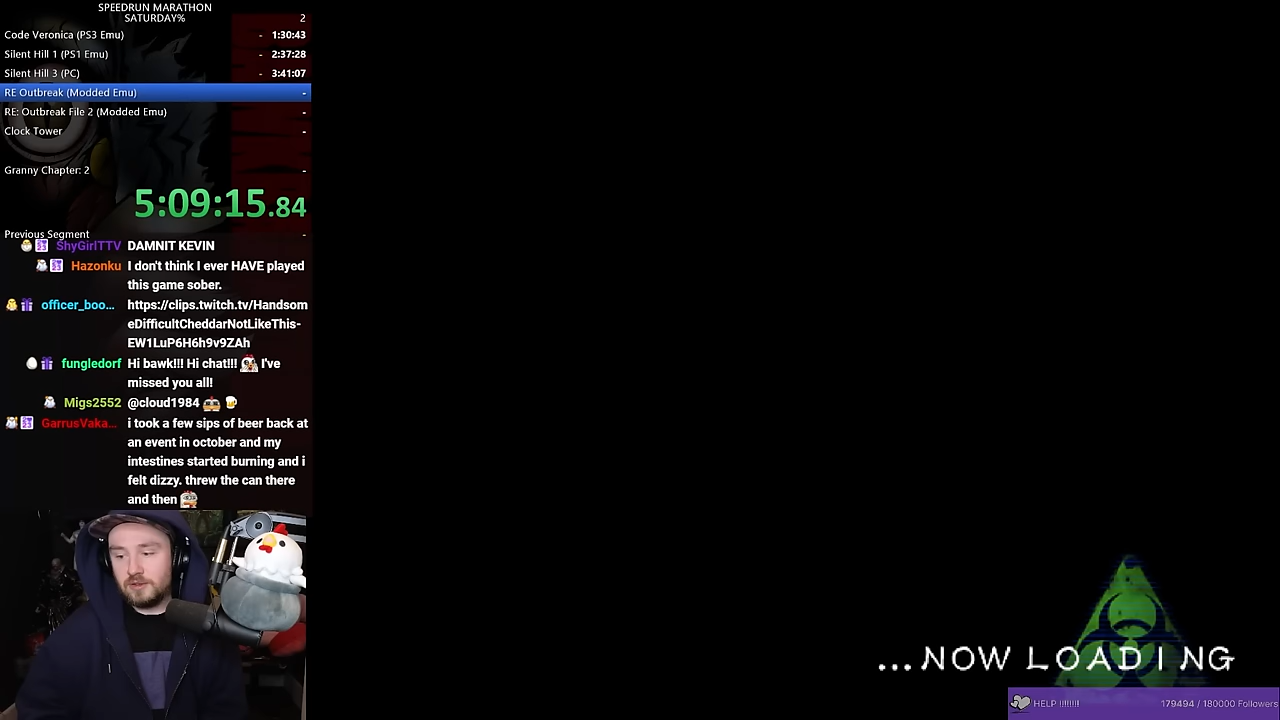 SPEEDRUN MARATHON
SATURDAY%
2
Code Veronica (PS3 Emu) - 1:30:43
Silent Hill 1 (PS1 Emu) - 2:37:28
Silent Hill 3 (PC) - 3:41:07
RE Outbreak (Modded Emu) -
RE: Outbreak File 2 (Modded Emu) -
Clock Tower -
Granny Chapter: 2 -
5:09:15.84
Previous Segment -
ShyGirlTTV DAMNIT KEVIN
Hazonku I don't think I ever HAVE played
this game sober.
officer_boo... https://clips.twitch.tv/Handsom
eDifficultCheddarNotLikeThis-
EW1LuP6H6h9v9ZAh
fungledorf Hi bawk!!! Hi chat!!! I've
missed you all!
Migs2552 @cloud1984
GarrusVaka... i took a few sips of beer back at
an event in october and my
intestines started burning and i
felt dizzy. threw the can there
and then
...NOW LOADING
HELP !!!!!!! 179494 / 180000 Followers